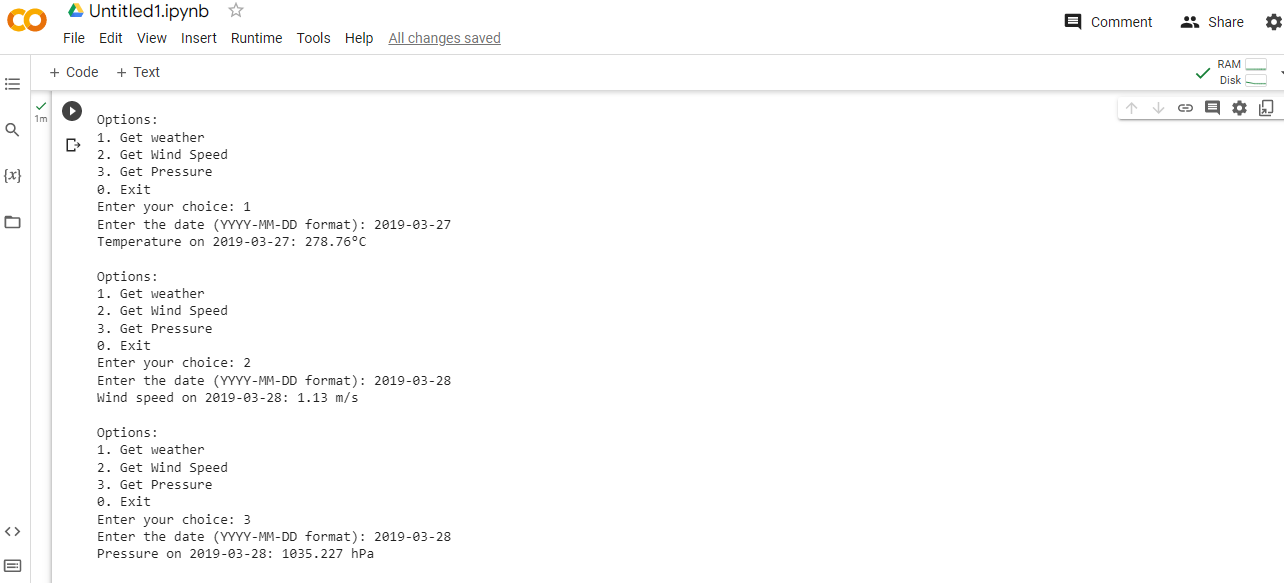 Untitled1.ipynb
Comment
Share
File Edit View Insert Runtime Tools Help All changes saved
+ Code + Text
RAM
Disk
1m
{x}
Options:
1. Get weather
2. Get Wind Speed
3. Get Pressure
0. Exit
Enter your choice: 1
Enter the date (YYYY-MM-DD format): 2019-03-27
Temperature on 2019-03-27: 278.76°C
Options:
1. Get weather
2. Get Wind Speed
3. Get Pressure
0. Exit
Enter your choice: 2
Enter the date (YYYY-MM-DD format): 2019-03-28
Wind speed on 2019-03-28: 1.13 m/s
Options:
1. Get weather
2. Get Wind Speed
3. Get Pressure
0. Exit
Enter your choice: 3
Enter the date (YYYY-MM-DD format): 2019-03-28
Pressure on 2019-03-28: 1035.227 hPa